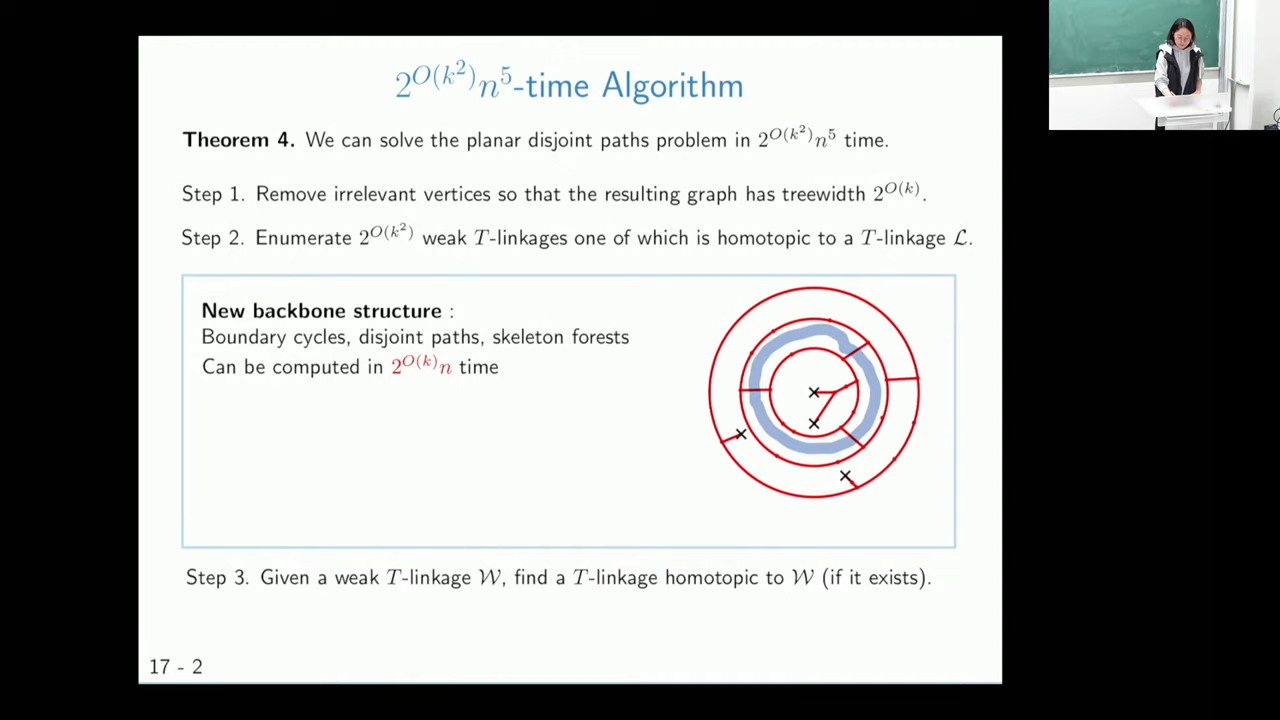 2^{O(k^2)}n^5-time Algorithm
Theorem 4. We can solve the planar disjoint paths problem in 2^{O(k^2)}n^5 time.
Step 1. Remove irrelevant vertices so that the resulting graph has treewidth 2^{O(k)}.
Step 2. Enumerate 2^{O(k^2)} weak T-linkages one of which is homotopic to a T-linkage ℒ.
New backbone structure :
Boundary cycles, disjoint paths, skeleton forests
Can be computed in 2^{O(k)}n time
Step 3. Given a weak T-linkage 𝒲, find a T-linkage homotopic to 𝒲 (if it exists).
17 - 2